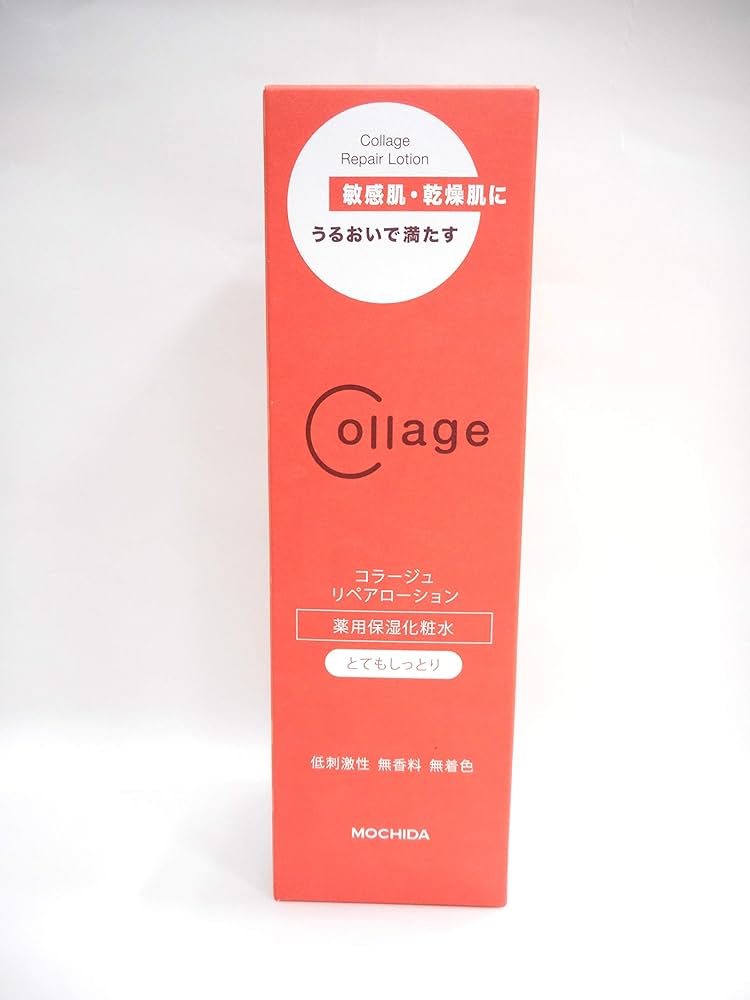 Collage
Repair Lotion
敏感肌・乾燥肌に
うるおいで満たす
Collage
コラージュ
リペアローション
薬用保湿化粧水
とてもしっとり
低刺激性 無香料 無着色
MOCHIDA